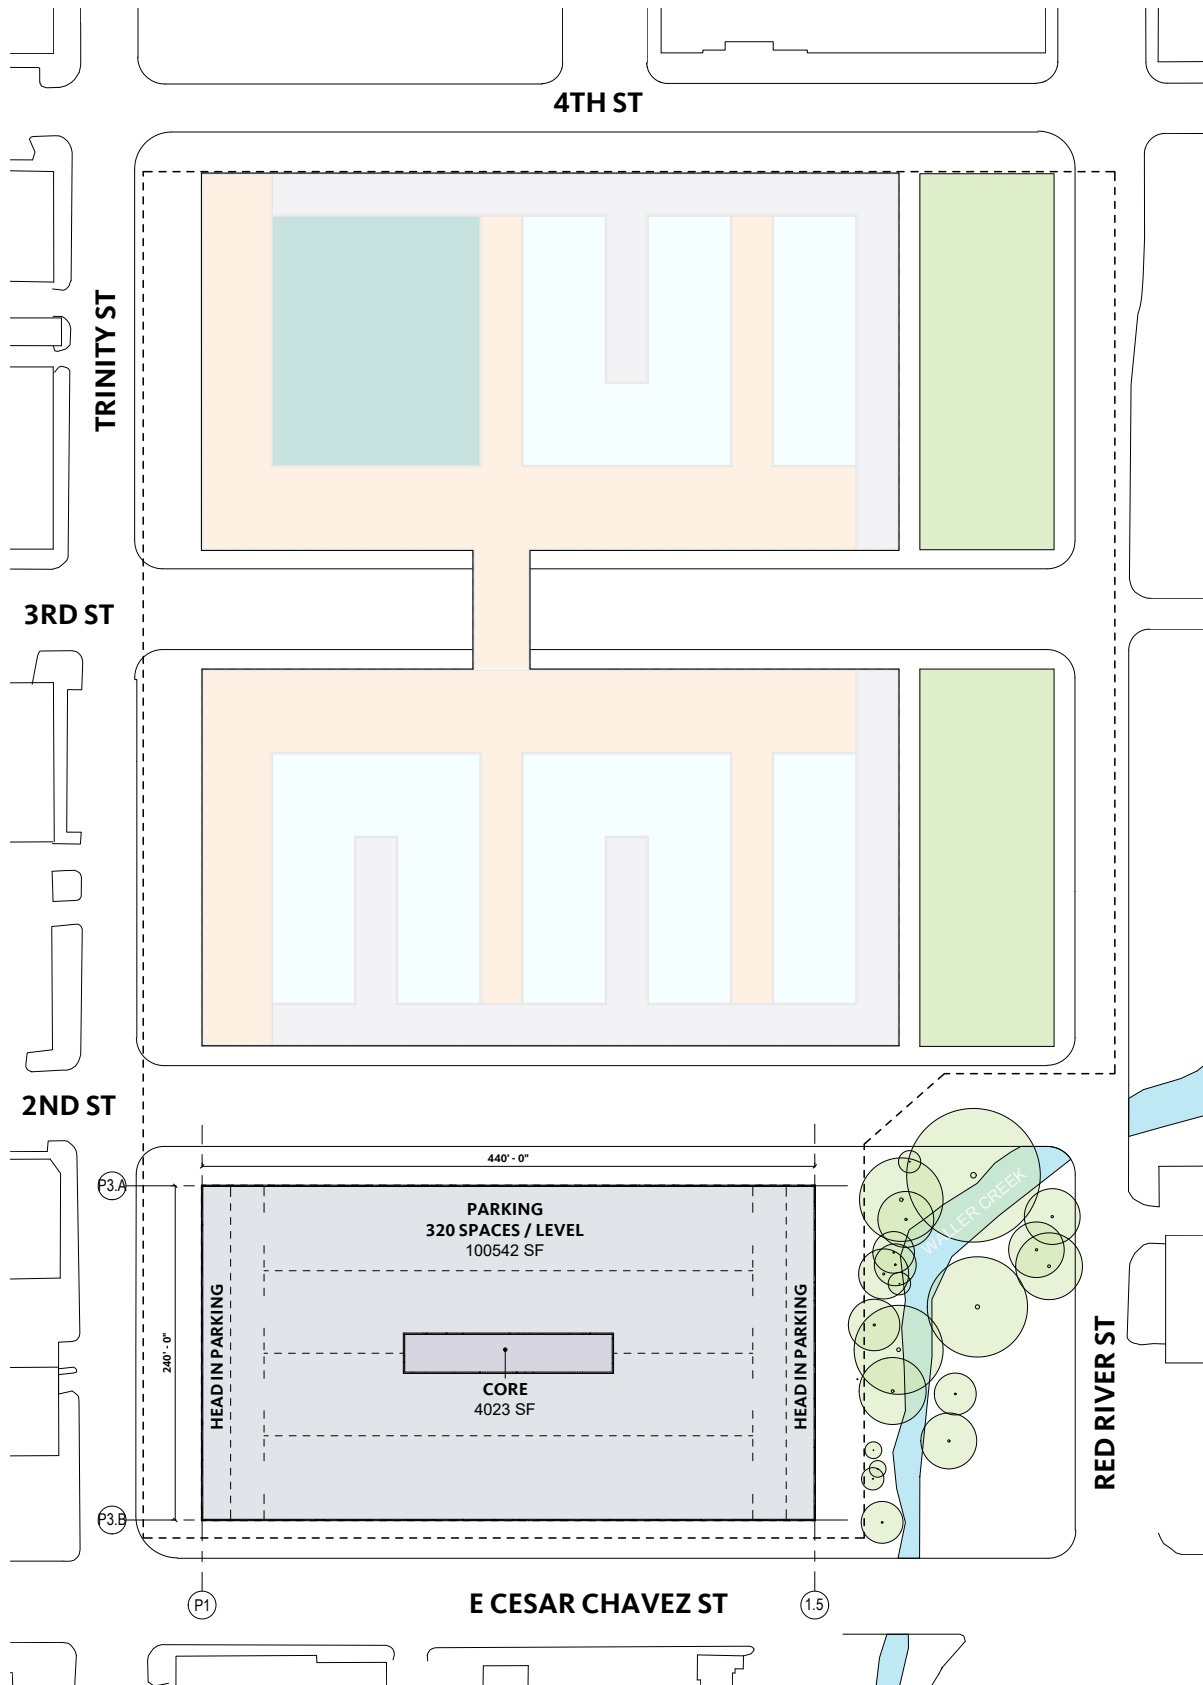 4TH ST
TRINITY ST
3RD ST
2ND ST
440' - 0"
P3.A
PARKING
320 SPACES / LEVEL
100542 SF
WALLER CREEK
HEAD IN PARKING
HEAD IN PARKING
240' - 0"
CORE
4023 SF
RED RIVER ST
P3.B
P1
E CESAR CHAVEZ ST
1.5